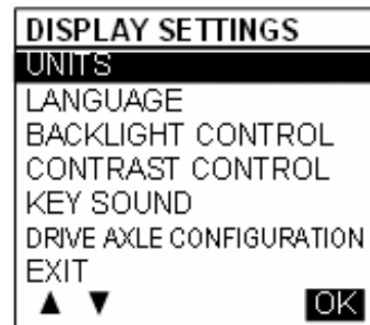 DISPLAY SETTINGS
UNITS
LANGUAGE
BACKLIGHT CONTROL
CONTRAST CONTROL
KEY SOUND
DRIVE AXLE CONFIGURATION
EXIT
▲ ▼ OK